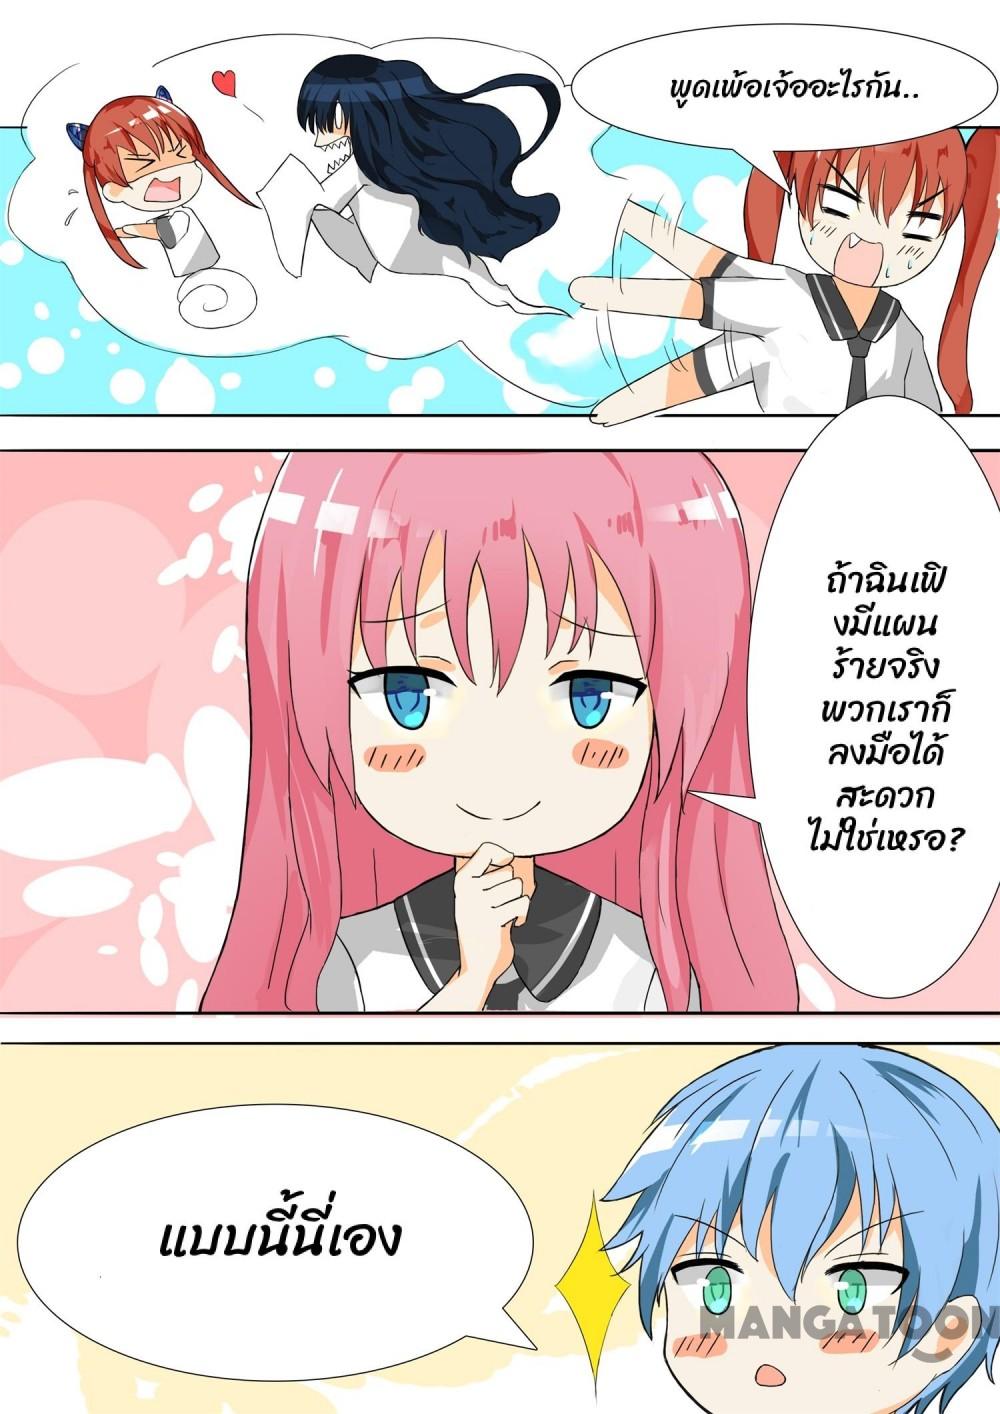 พูดเพ้อเจ้ออะไรกัน..
ถ้าฉินเฟิ
งมีแผน
ร้ายจริง
พวกเราก็
ลงมือได้
สะดวก
ไม่ใช่เหรอ?
แบบนี้นี่เอง
MANGATOON